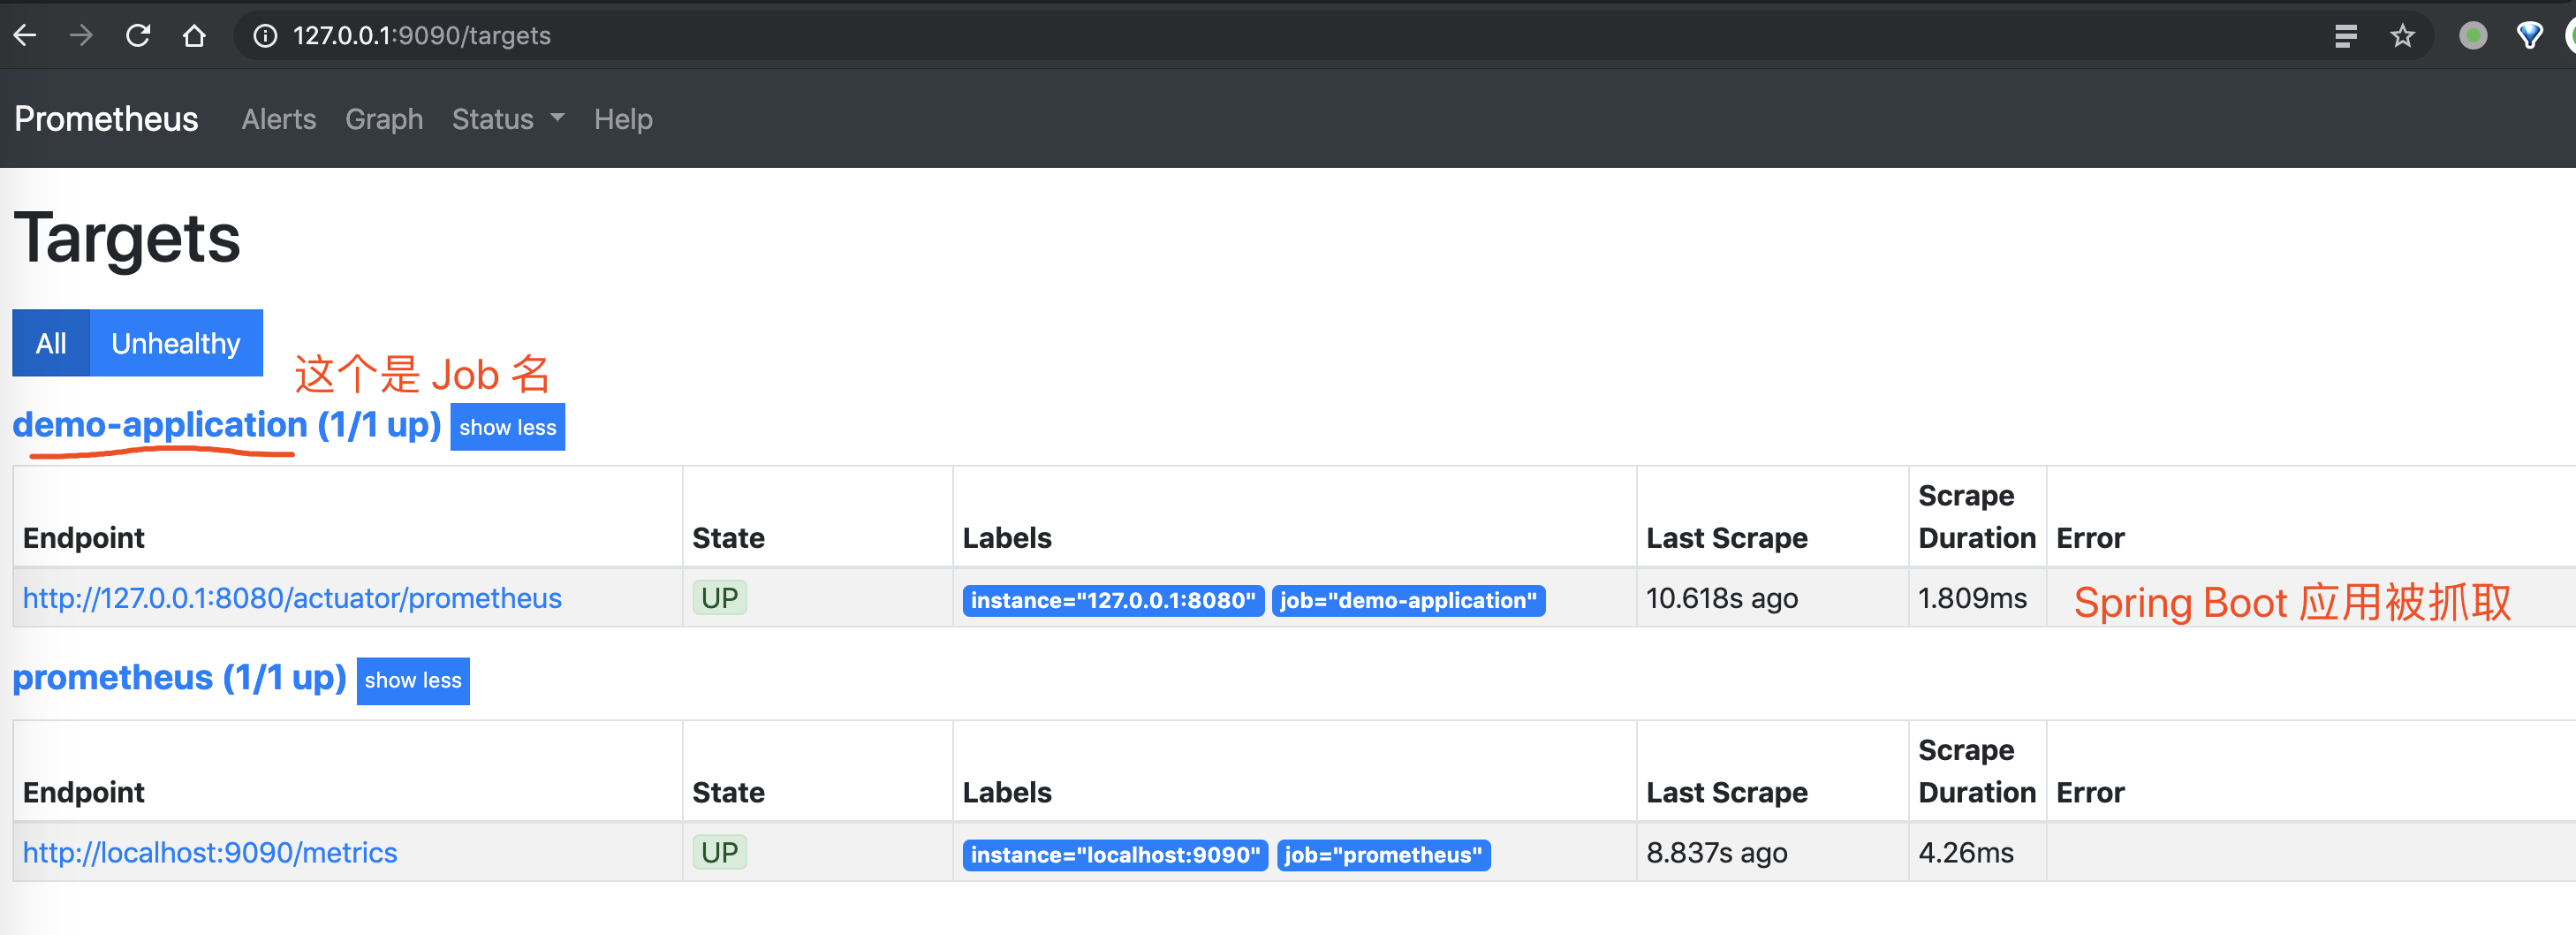 127.0.0.1:9090/targets
Prometheus Alerts Graph Status Help
Targets
All Unhealthy
这个是 Job 名
demo-application (1/1 up) show less
Endpoint State Labels Last Scrape Scrape Duration Error
http://127.0.0.1:8080/actuator/prometheus UP instance="127.0.0.1:8080" job="demo-application" 10.618s ago 1.809ms Spring Boot 应用被抓取
prometheus (1/1 up) show less
Endpoint State Labels Last Scrape Scrape Duration Error
http://localhost:9090/metrics UP instance="localhost:9090" job="prometheus" 8.837s ago 4.26ms